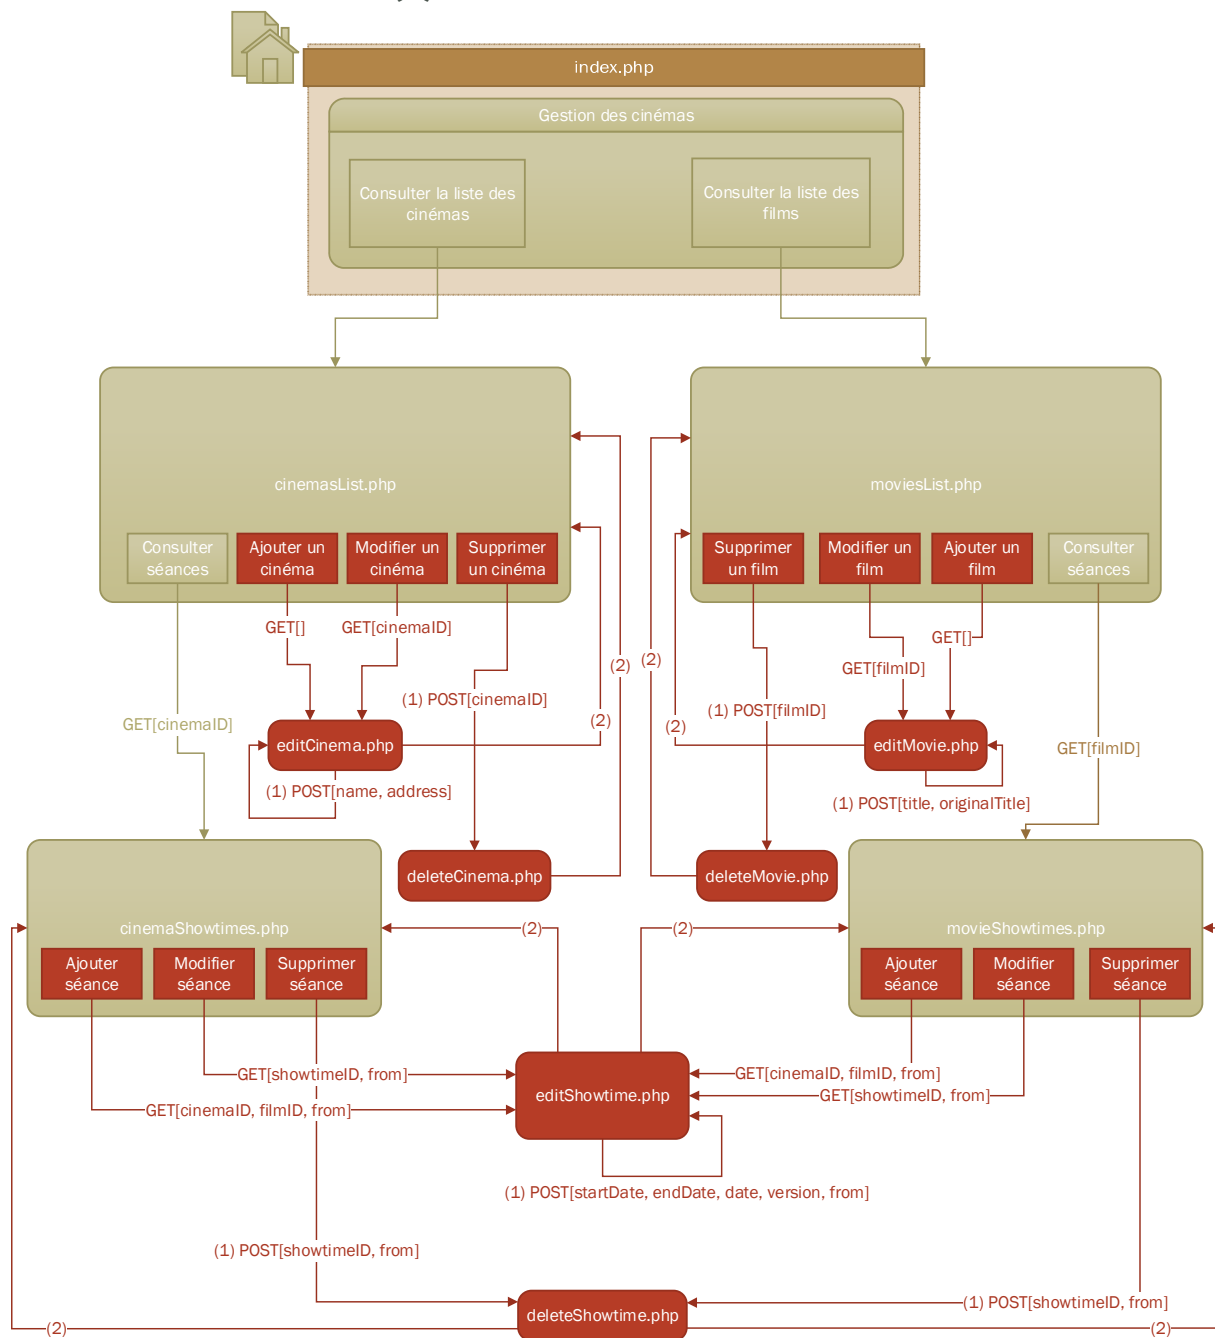 index.php
Gestion des cinémas
Consulter la liste des
cinémas
Consulter la liste des
films
cinemasList.php
moviesList.php
Consulter
séances
Ajouter un
cinéma
Modifier un
cinéma
Supprimer
un cinéma
Supprimer
un film
Modifier un
film
Ajouter un
film
Consulter
séances
GET[]
GET[cinemaID]
GET[]
GET[filmID]
(2)
(2)
(1) POST[cinemaID]
(1) POST[filmID]
GET[cinemaID]
(2)
(2)
editCinema.php
editMovie.php
GET[filmID]
(1) POST[name, address]
(1) POST[title, originalTitle]
deleteCinema.php
deleteMovie.php
cinemaShowtimes.php
(2)
(2)
movieShowtimes.php
Ajouter
séance
Modifier
séance
Supprimer
séance
Ajouter
séance
Modifier
séance
Supprimer
séance
GET[showtimeID, from]
GET[cinemaID, filmID, from]
editShowtime.php
GET[showtimeID, from]
GET[cinemaID, filmID, from]
(1) POST[startDate, endDate, date, version, from]
(1) POST[showtimeID, from]
(1) POST[showtimeID, from]
deleteShowtime.php
(2)
(2)